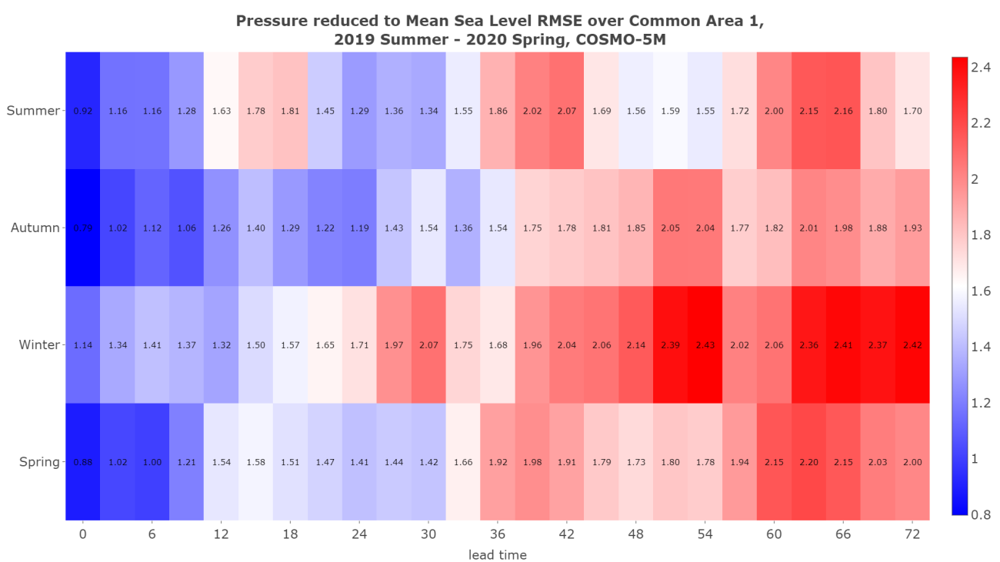 Pressure reduced to Mean Sea Level RMSE over Common Area 1,
2019 Summer - 2020 Spring, COSMO-5M
Summer 0.92 1.16 1.16 1.28 1.63 1.78 1.81 1.45 1.29 1.36 1.34 1.55 1.86 2.02 2.07 1.69 1.56 1.59 1.55 1.72 2.00 2.15 2.16 1.80 1.70
Autumn 0.79 1.02 1.12 1.06 1.26 1.40 1.29 1.22 1.19 1.43 1.54 1.36 1.54 1.75 1.78 1.81 1.85 2.05 2.04 1.77 1.82 2.01 1.98 1.88 1.93
Winter 1.14 1.34 1.41 1.37 1.32 1.50 1.57 1.65 1.71 1.97 2.07 1.75 1.68 1.96 2.04 2.06 2.14 2.39 2.43 2.02 2.06 2.36 2.41 2.37 2.42
Spring 0.88 1.02 1.00 1.21 1.54 1.58 1.51 1.47 1.41 1.44 1.42 1.66 1.92 1.98 1.91 1.79 1.73 1.80 1.78 1.94 2.15 2.20 2.15 2.03 2.00
0 6 12 18 24 30 36 42 48 54 60 66 72
lead time
2.4
2.2
2
1.8
1.6
1.4
1.2
1
0.8